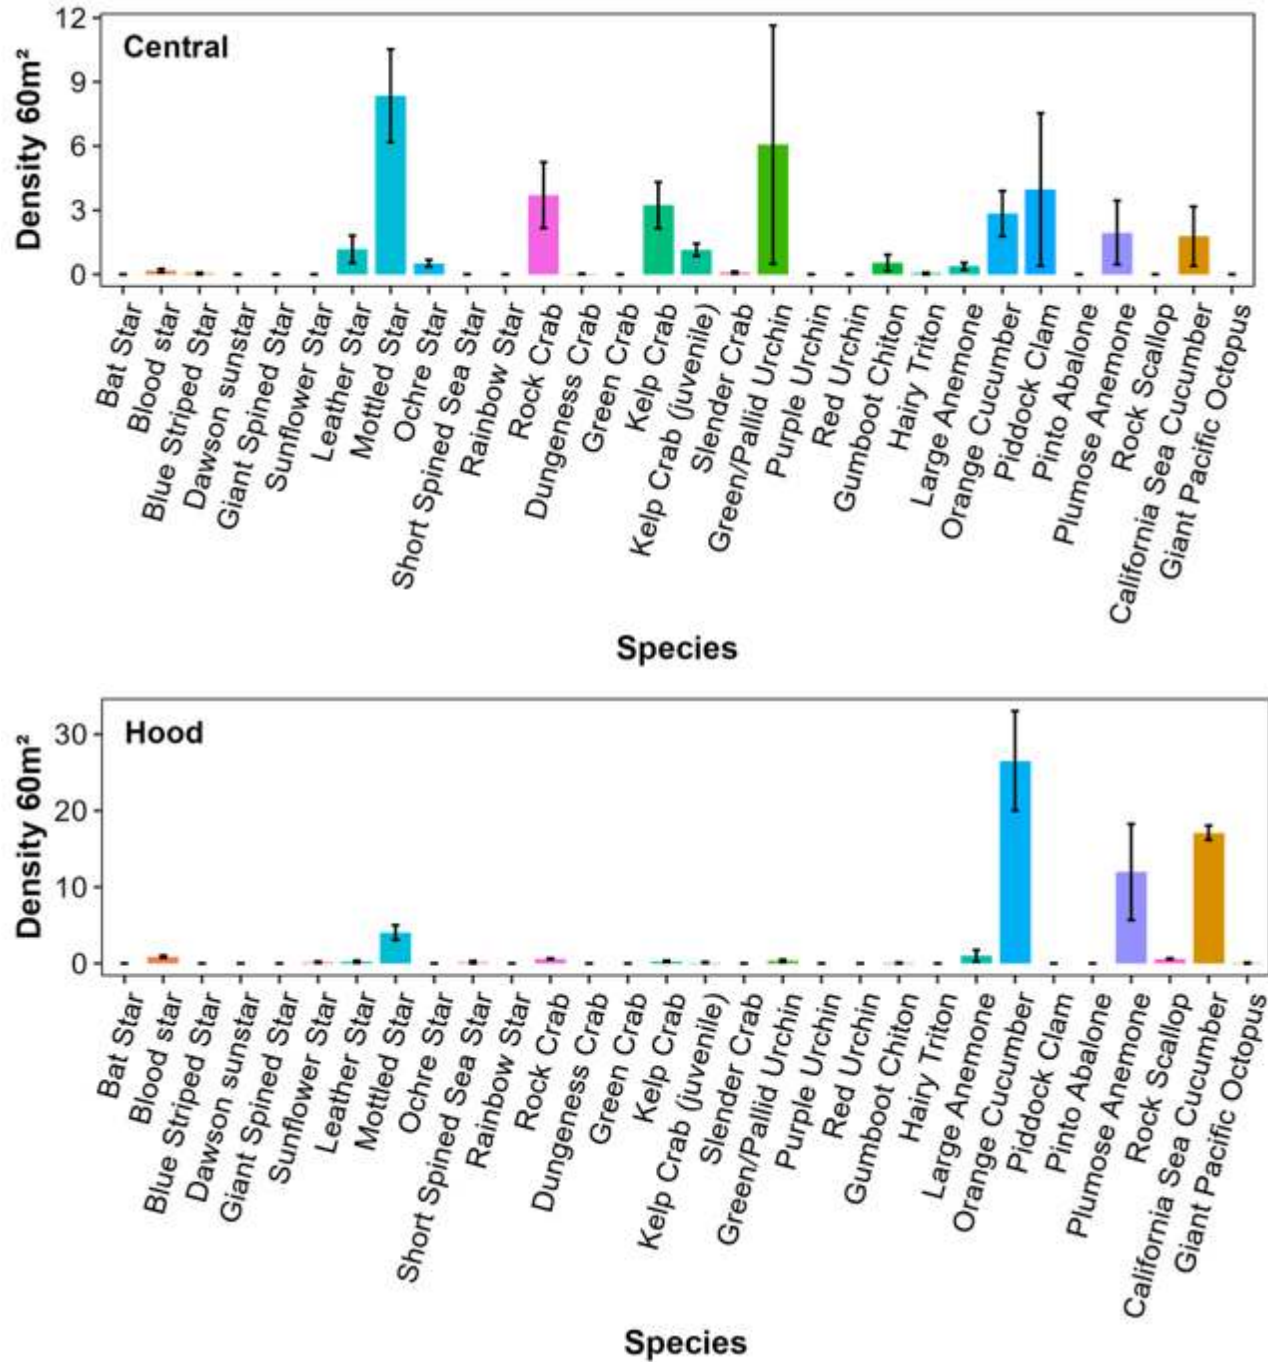 Central
Density 60m²
12
9
6
3
0
Bat Star
Blood star
Blue Striped Star
Dawson sunstar
Giant Spined Star
Sunflower Star
Leather Star
Mottled Star
Ochre Star
Short Spined Sea Star
Rainbow Star
Rock Crab
Dungeness Crab
Green Crab
Kelp Crab
Kelp Crab (juvenile)
Slender Crab
Green/Pallid Urchin
Purple Urchin
Red Urchin
Gumboot Chiton
Hairy Triton
Large Anemone
Orange Cucumber
Piddock Clam
Pinto Abalone
Plumose Anemone
Rock Scallop
California Sea Cucumber
Giant Pacific Octopus
Species
Hood
Density 60m²
30
20
10
0
Bat Star
Blood star
Blue Striped Star
Dawson sunstar
Giant Spined Star
Sunflower Star
Leather Star
Mottled Star
Ochre Star
Short Spined Sea Star
Rainbow Star
Rock Crab
Dungeness Crab
Green Crab
Kelp Crab
Kelp Crab (juvenile)
Slender Crab
Green/Pallid Urchin
Purple Urchin
Red Urchin
Gumboot Chiton
Hairy Triton
Large Anemone
Orange Cucumber
Piddock Clam
Pinto Abalone
Plumose Anemone
Rock Scallop
California Sea Cucumber
Giant Pacific Octopus
Species